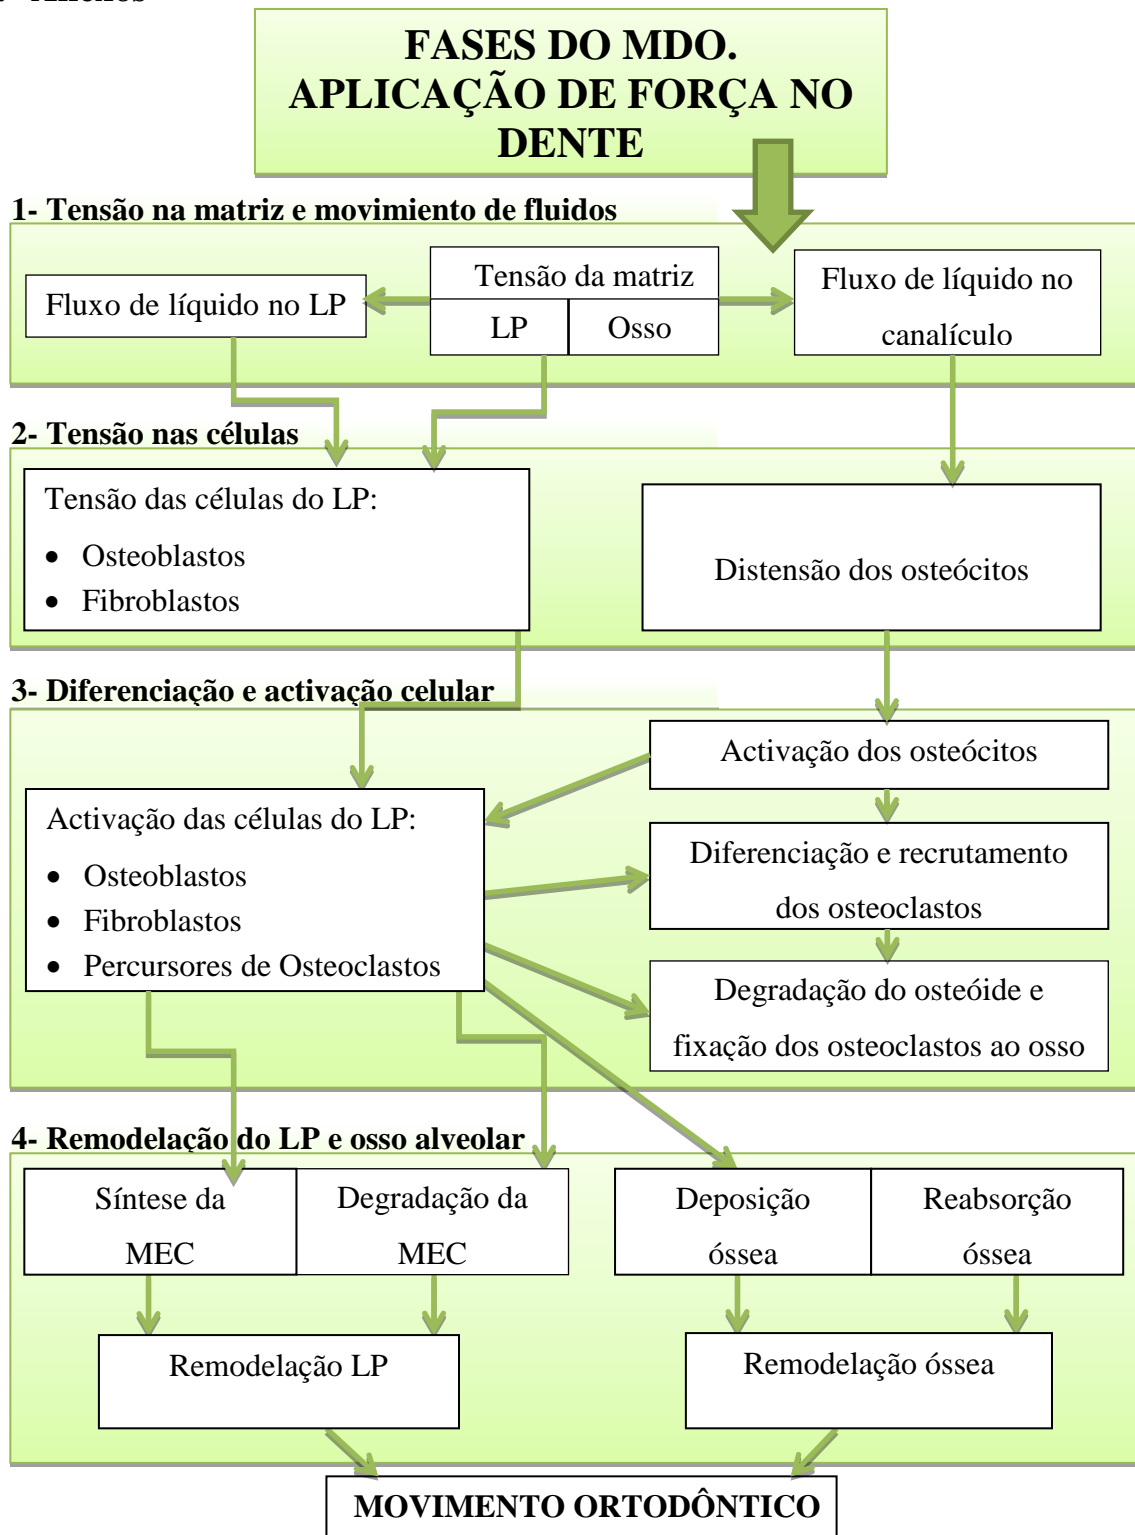 FASES DO MDO.
APLICAÇÃO DE FORÇA NO
DENTE
1- Tensão na matriz e movimiento de fluidos
Fluxo de líquido no LP
Tensão da matriz
LP
Osso
Fluxo de líquido no
canalículo
2- Tensão nas células
Tensão das células do LP:
• Osteoblastos
• Fibroblastos
Distensão dos osteócitos
3- Diferenciação e activação celular
Activação dos osteócitos
Activação das células do LP:
• Osteoblastos
• Fibroblastos
• Percursores de Osteoclastos
Diferenciação e recrutamento
dos osteoclastos
Degradação do osteóide e
fixação dos osteoclastos ao osso
4- Remodelação do LP e osso alveolar
Síntese da
MEC
Degradação da
MEC
Deposição
óssea
Reabsorção
óssea
Remodelação LP
Remodelação óssea
MOVIMENTO ORTODÔNTICO